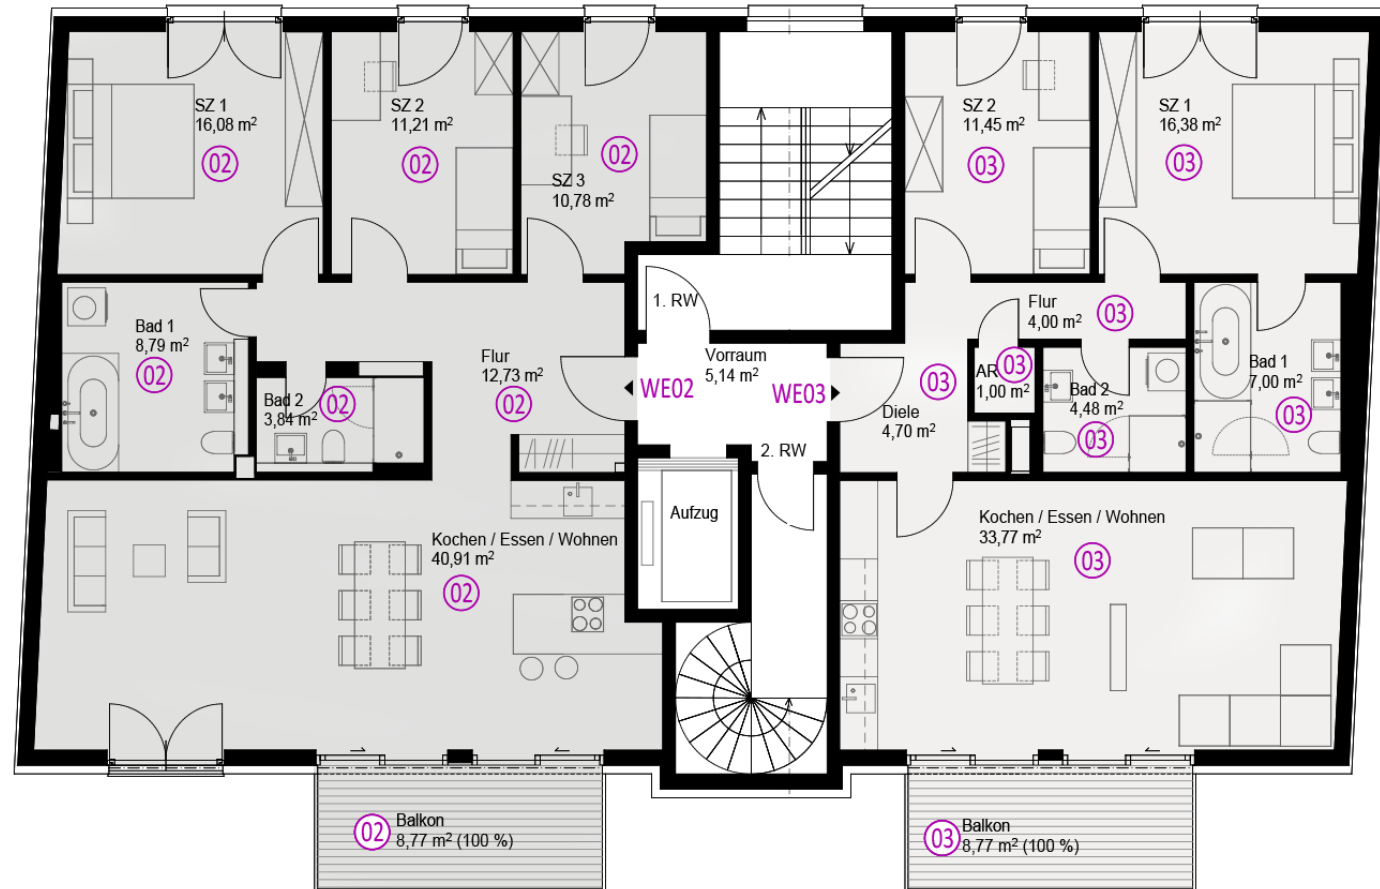 SZ 1
16,08 m²
02
SZ 2
11,21 m²
02
02
SZ 3
10,78 m²
SZ 2
11,45 m²
03
SZ 1
16,38 m²
03
1. RW
Bad 1
8,79 m²
02
Bad 2
3,84 m²
02
Flur
12,73 m²
02
WE02
Vorraum
5,14 m²
WE03
2. RW
Flur
4,00 m²
03
03
Diele
4,70 m²
AR
1,00 m²
03
Bad 2
4,48 m²
03
Bad 1
7,00 m²
03
Aufzug
Kochen / Essen / Wohnen
40,91 m²
02
Kochen / Essen / Wohnen
33,77 m²
03
02
Balkon
8,77 m² (100 %)
03
Balkon
8,77 m² (100 %)